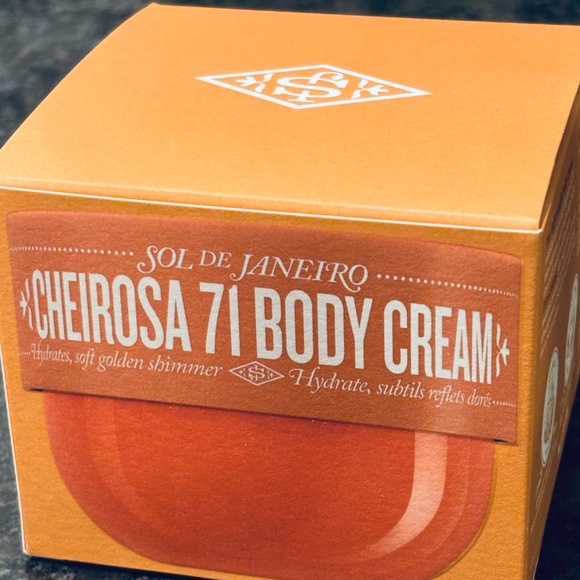 SOL DE JANEIRO
CHEIROSA 71 BODY CREAM
Hydrates, soft golden shimmer
Hydrate, subtils reflets dorés